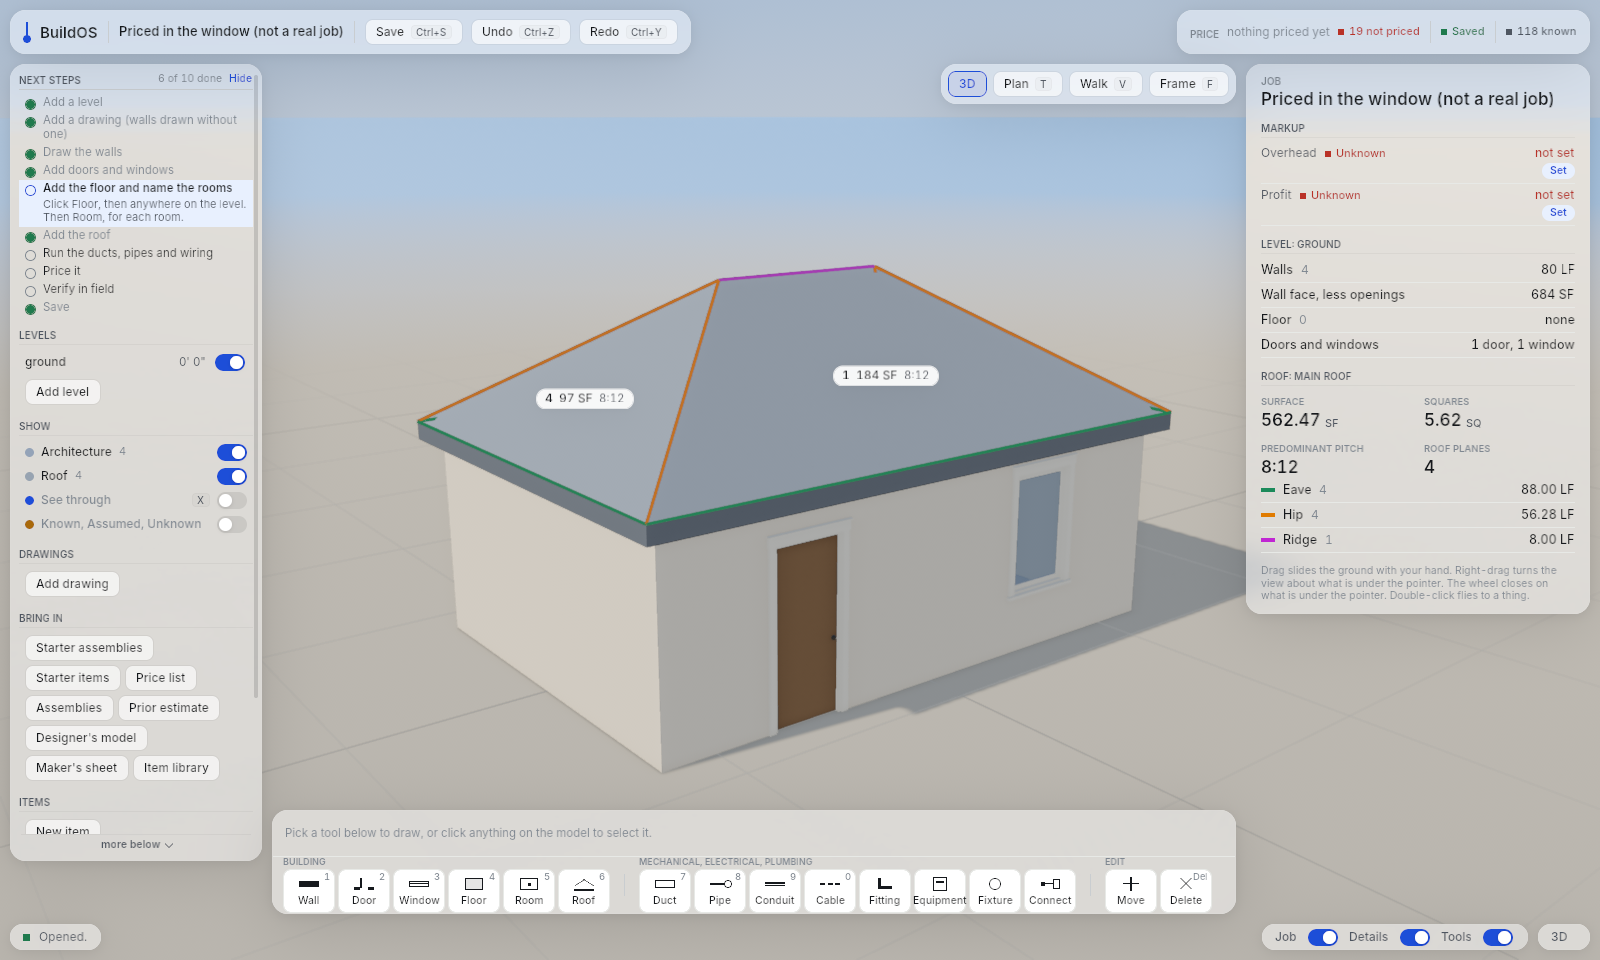 BuildOS
Priced in the window (not a real job)
Save Ctrl+S
Undo Ctrl+Z
Redo Ctrl+Y
PRICE nothing priced yet 19 not priced
Saved
118 known
NEXT STEPS 6 of 10 done Hide
Add a level
Add a drawing (walls drawn without
one)
Draw the walls
Add doors and windows
Add the floor and name the rooms
Click Floor, then anywhere on the level.
Then Room, for each room.
Add the roof
Run the ducts, pipes and wiring
Price it
Verify in field
Save
LEVELS
ground 0' 0"
Add level
SHOW
Architecture 4
Roof 4
See through X
Known, Assumed, Unknown
DRAWINGS
Add drawing
BRING IN
Starter assemblies
Starter items Price list
Assemblies Prior estimate
Designer's model
Maker's sheet Item library
ITEMS
New item
more below
3D
Plan T
Walk V
Frame F
4 97 SF 8:12
1 184 SF 8:12
JOB
Priced in the window (not a real job)
MARKUP
Overhead Unknown not set
Set
Profit Unknown not set
Set
LEVEL: GROUND
Walls 4 80 LF
Wall face, less openings 684 SF
Floor 0 none
Doors and windows 1 door, 1 window
ROOF: MAIN ROOF
SURFACE SQUARES
562.47 SF 5.62 SQ
PREDOMINANT PITCH ROOF PLANES
8:12 4
Eave 4 88.00 LF
Hip 4 56.28 LF
Ridge 1 8.00 LF
Drag slides the ground with your hand. Right-drag turns the
view about what is under the pointer. The wheel closes on
what is under the pointer. Double-click flies to a thing.
Pick a tool below to draw, or click anything on the model to select it.
BUILDING MECHANICAL, ELECTRICAL, PLUMBING EDIT
1 2 3 4 5 6 7 8 9 0 Del
Wall Door Window Floor Room Roof Duct Pipe Conduit Cable Fitting Equipment Fixture Connect Move Delete
Opened.
Job Details Tools 3D